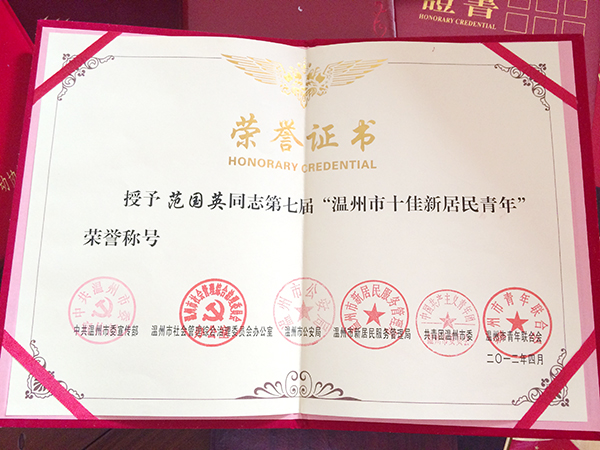 證書
HONORARY CREDENTIAL
荣誉证书
HONORARY CREDENTIAL
授予 范国英同志第七届“温州市十佳新居民青年”
荣誉称号
中共温州市委宣传部
温州市社会管理综合治理委员会办公室
温州市公安局
温州市新居民服务管理局
共青团温州市委
温州市青年联合会
二〇一二年四月